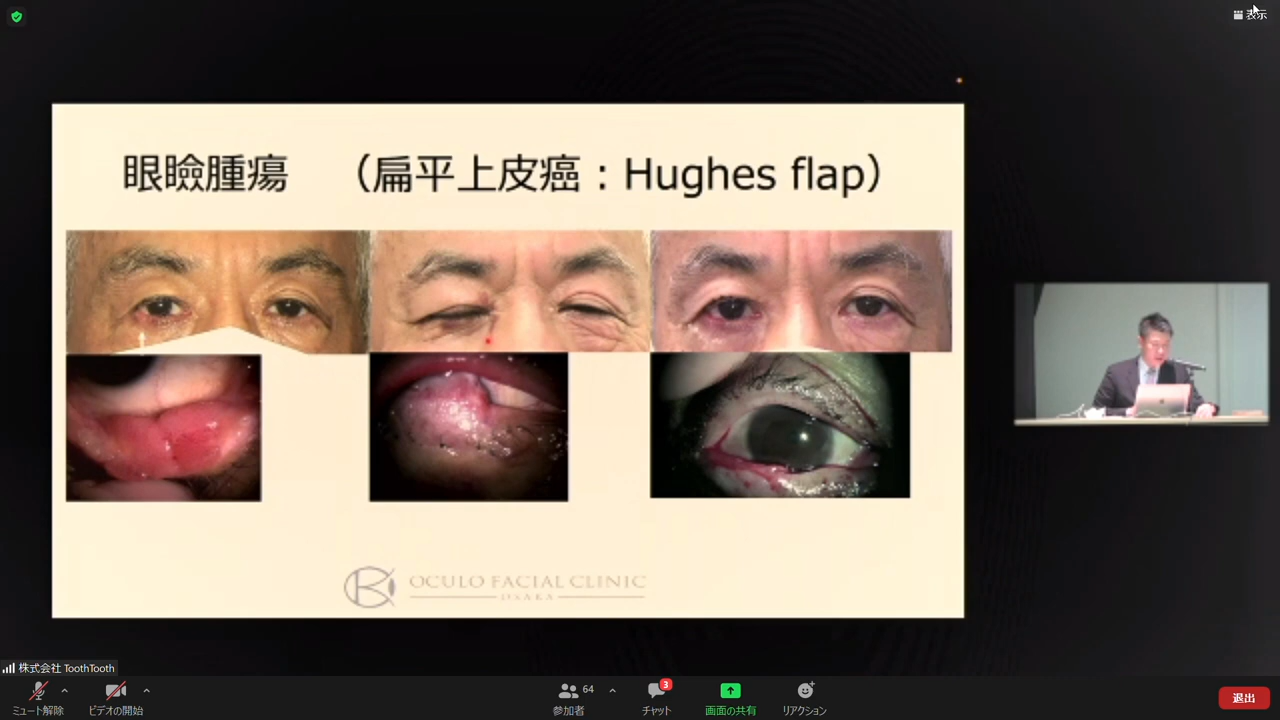 表示
眼瞼腫瘍　（扁平上皮癌：Hughes flap）
OCULO FACIAL CLINIC
OSAKA
株式会社 ToothTooth
ミュート解除
ビデオの開始
64
参加者
3
チャット
画面の共有
リアクション
退出